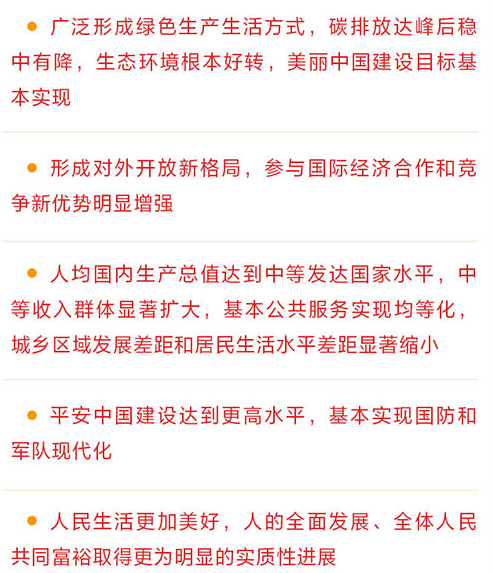 ● 广泛形成绿色生产生活方式，碳排放达峰后稳
中有降，生态环境根本好转，美丽中国建设目标基
本实现
● 形成对外开放新格局，参与国际经济合作和竞
争新优势明显增强
● 人均国内生产总值达到中等发达国家水平，中
等收入群体显著扩大，基本公共服务实现均等化，
城乡区域发展差距和居民生活水平差距显著缩小
● 平安中国建设达到更高水平，基本实现国防和
军队现代化
● 人民生活更加美好，人的全面发展、全体人民
共同富裕取得更为明显的实质性进展